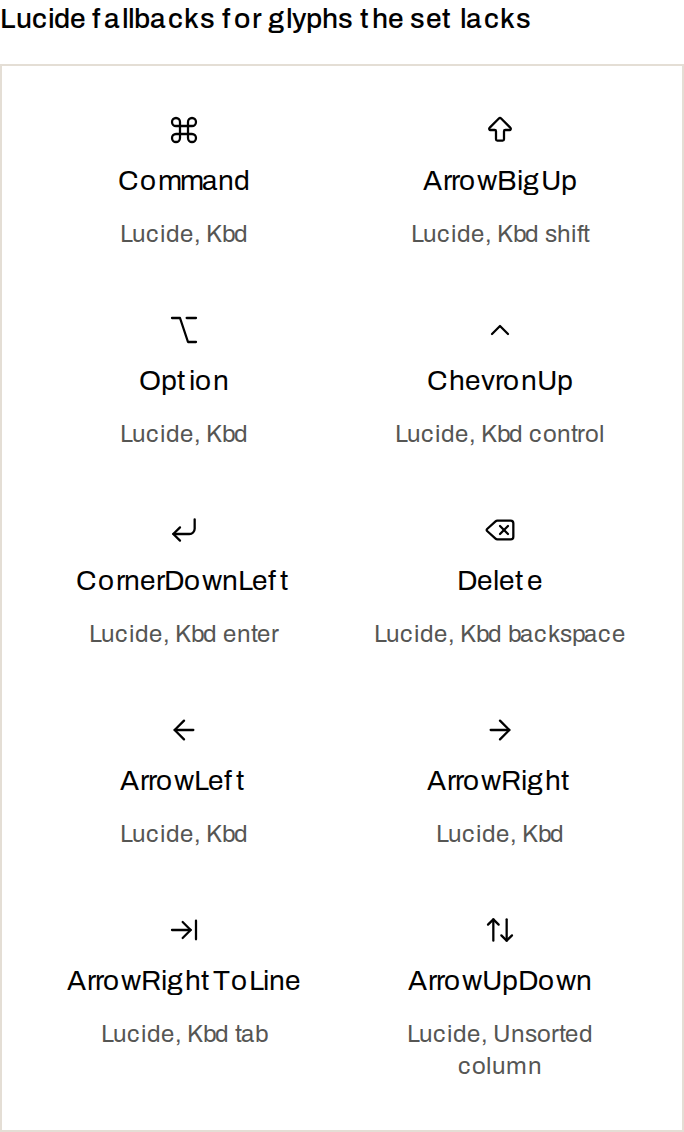 Lucide fallbacks for glyphs the set lacks
Command
Lucide, Kbd
ArrowBigUp
Lucide, Kbd shift
Option
Lucide, Kbd
ChevronUp
Lucide, Kbd control
CornerDownLeft
Lucide, Kbd enter
Delete
Lucide, Kbd backspace
ArrowLeft
Lucide, Kbd
ArrowRight
Lucide, Kbd
ArrowRightToLine
Lucide, Kbd tab
ArrowUpDown
Lucide, Unsorted
column